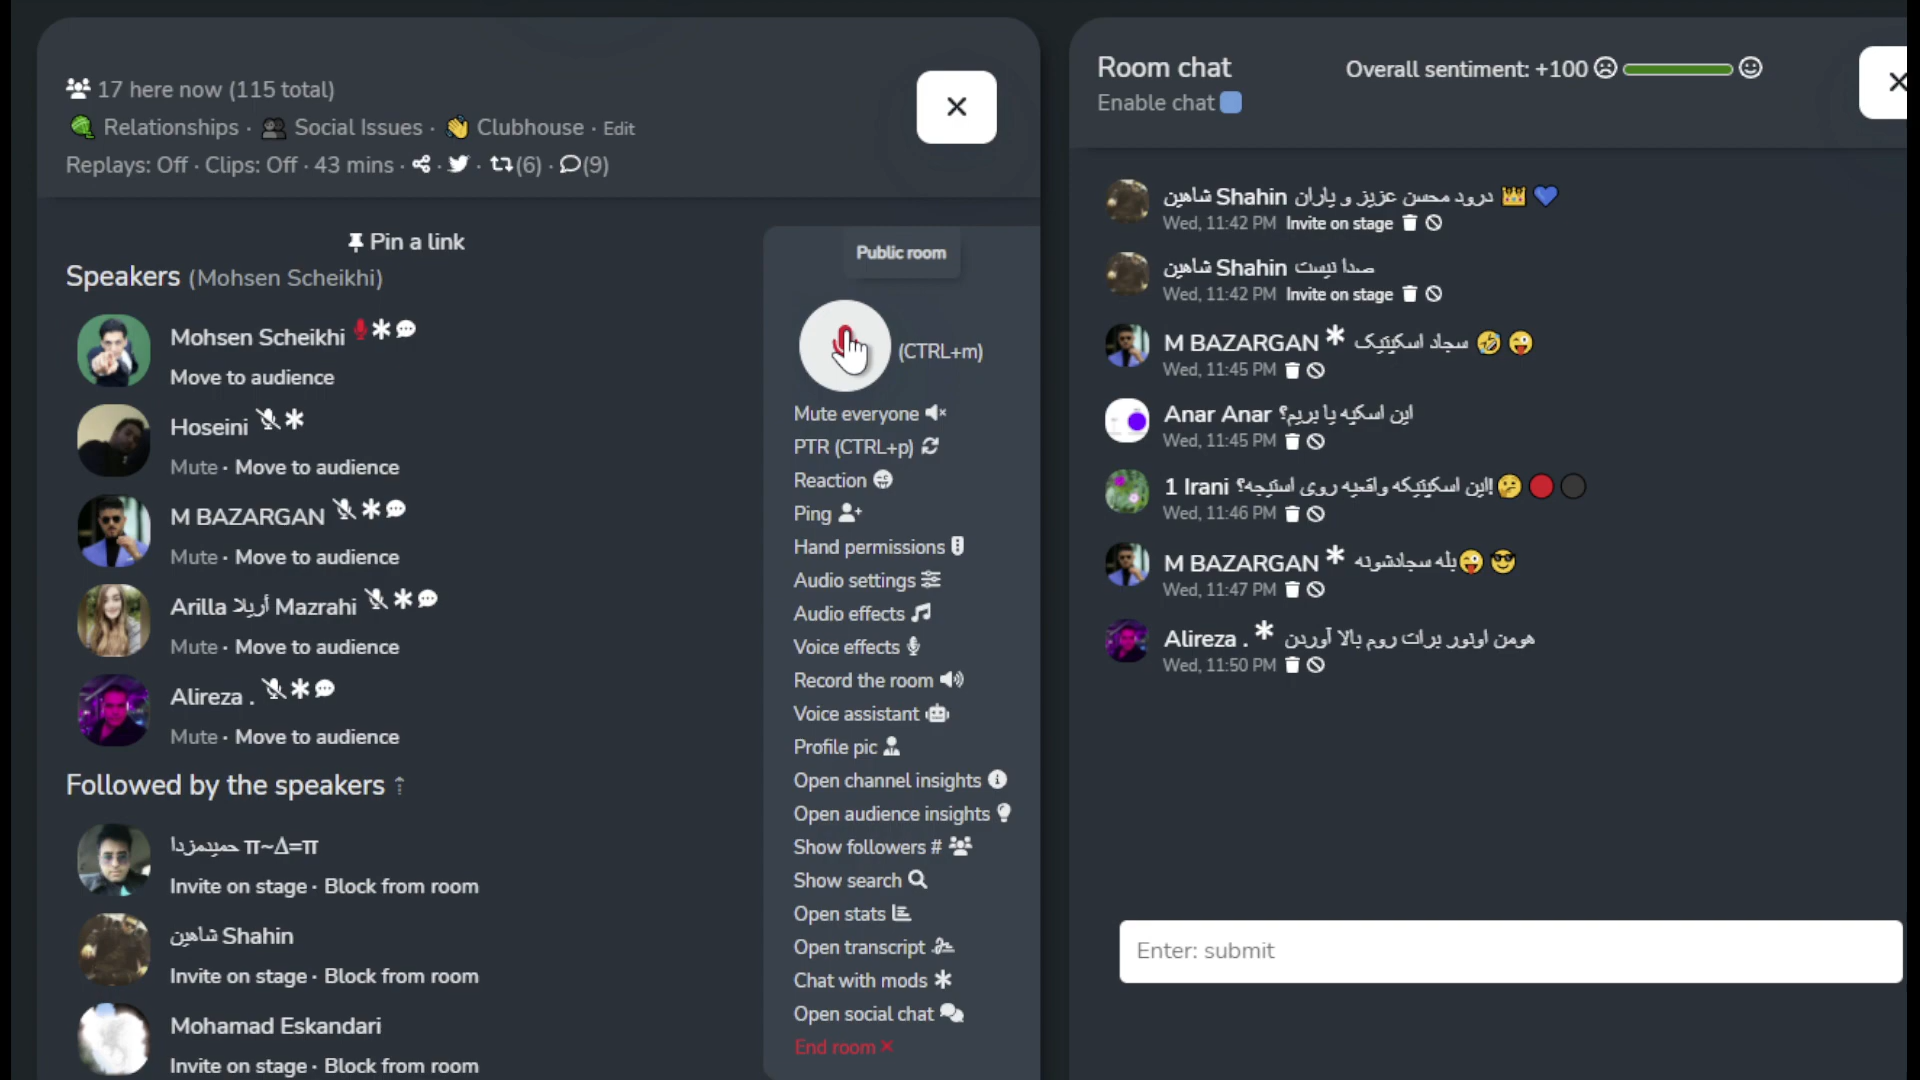 17 here now (115 total)
Relationships · Social Issues · Clubhouse · Edit
Replays: Off · Clips: Off · 43 mins · · · (6) · (9)
Pin a link
Speakers (Mohsen Scheikhi)
Mohsen Scheikhi
Move to audience
Hoseini
Mute · Move to audience
M BAZARGAN
Mute · Move to audience
Arilla أریلا Mazrahi
Mute · Move to audience
Alireza .
Mute · Move to audience
Followed by the speakers
حمیدمزدا π~Δ=π
Invite on stage · Block from room
شاهین Shahin
Invite on stage · Block from room
Mohamad Eskandari
Invite on stage · Block from room
Public room
(CTRL+m)
Mute everyone
PTR (CTRL+p)
Reaction
Ping
Hand permissions
Audio settings
Audio effects
Voice effects
Record the room
Voice assistant
Profile pic
Open channel insights
Open audience insights
Show followers #
Show search
Open stats
Open transcript
Chat with mods
Open social chat
End room
Room chat
Overall sentiment: +100
Enable chat
شاهین Shahin درود محسن عزیز و یاران 👑 💙
Wed, 11:42 PM Invite on stage
شاهین Shahin صدا نیست
Wed, 11:42 PM Invite on stage
M BAZARGAN * سجاد اسکپتیک 🤣 😜
Wed, 11:45 PM
Anar Anar این اسکیه یا بریم؟
Wed, 11:45 PM
1 Irani این اسکپتیکه واقعیه روی استیجه؟! 🤔 🔴 ⚫
Wed, 11:46 PM
M BAZARGAN * بله سجادشونه 😜 😎
Wed, 11:47 PM
Alireza . * هومن اونور برات روم بالا آوردن
Wed, 11:50 PM
Enter: submit